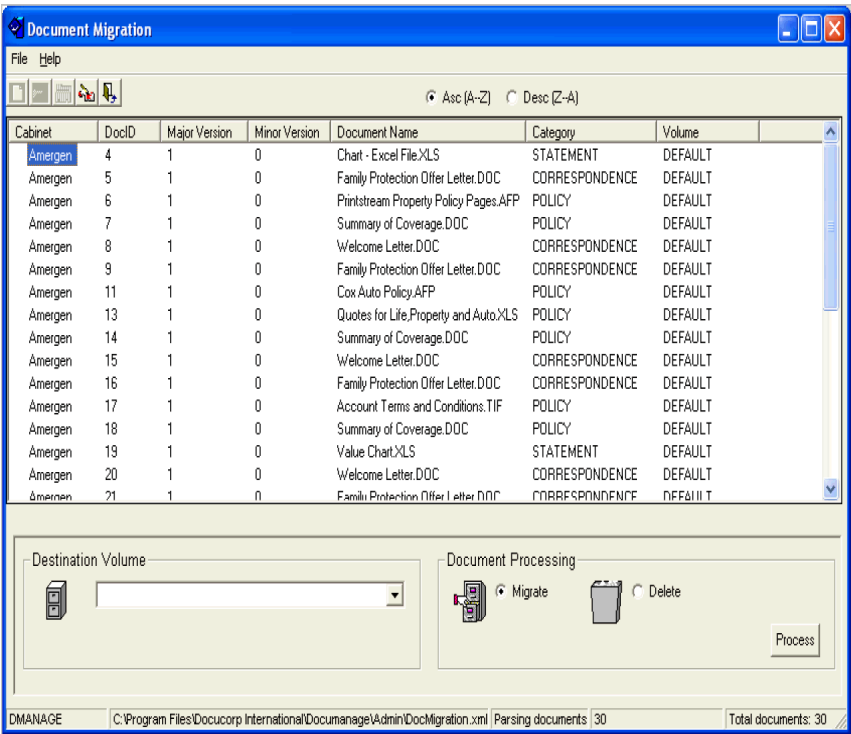 Document Migration
File Help
Asc (A--Z) Desc (Z--A)
Cabinet DocID Major Version Minor Version Document Name Category Volume
Amergen 4 1 0 Chart - Excel File.XLS STATEMENT DEFAULT
Amergen 5 1 0 Family Protection Offer Letter.DOC CORRESPONDENCE DEFAULT
Amergen 6 1 0 Printstream Property Policy Pages.AFP POLICY DEFAULT
Amergen 7 1 0 Summary of Coverage.DOC POLICY DEFAULT
Amergen 8 1 0 Welcome Letter.DOC CORRESPONDENCE DEFAULT
Amergen 9 1 0 Family Protection Offer Letter.DOC CORRESPONDENCE DEFAULT
Amergen 11 1 0 Cox Auto Policy.AFP POLICY DEFAULT
Amergen 13 1 0 Quotes for Life,Property and Auto.XLS POLICY DEFAULT
Amergen 14 1 0 Summary of Coverage.DOC POLICY DEFAULT
Amergen 15 1 0 Welcome Letter.DOC CORRESPONDENCE DEFAULT
Amergen 16 1 0 Family Protection Offer Letter.DOC CORRESPONDENCE DEFAULT
Amergen 17 1 0 Account Terms and Conditions.TIF POLICY DEFAULT
Amergen 18 1 0 Summary of Coverage.DOC POLICY DEFAULT
Amergen 19 1 0 Value Chart.XLS STATEMENT DEFAULT
Amergen 20 1 0 Welcome Letter.DOC CORRESPONDENCE DEFAULT
Amergen 21 1 0 Family Protection Offer Letter.DOC CORRESPONDENCE DEFAULT
Destination Volume Document Processing
Migrate Delete
Process
DMANAGE C:\Program Files\Docucorp International\Documanage\Admin\DocMigration.xml Parsing documents 30 Total documents: 30